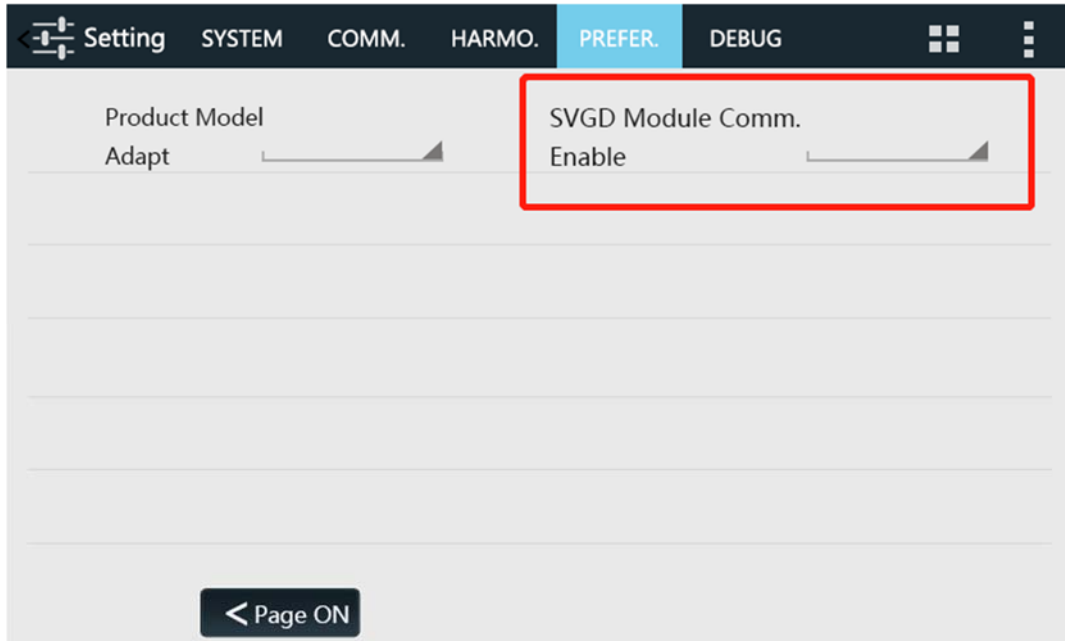 Setting SYSTEM COMM. HARMO. PREFER. DEBUG
Product Model
Adapt
SVGD Module Comm.
Enable
< Page ON